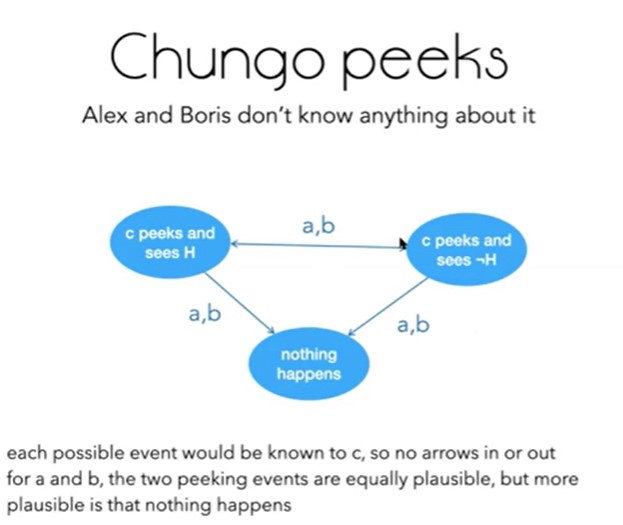 Chungo peeks
Alex and Boris don't know anything about it
a,b
c peeks and
sees H
c peeks and
sees ¬H
a,b
a,b
nothing
happens
each possible event would be known to c, so no arrows in or out
for a and b, the two peeking events are equally plausible, but more
plausible is that nothing happens